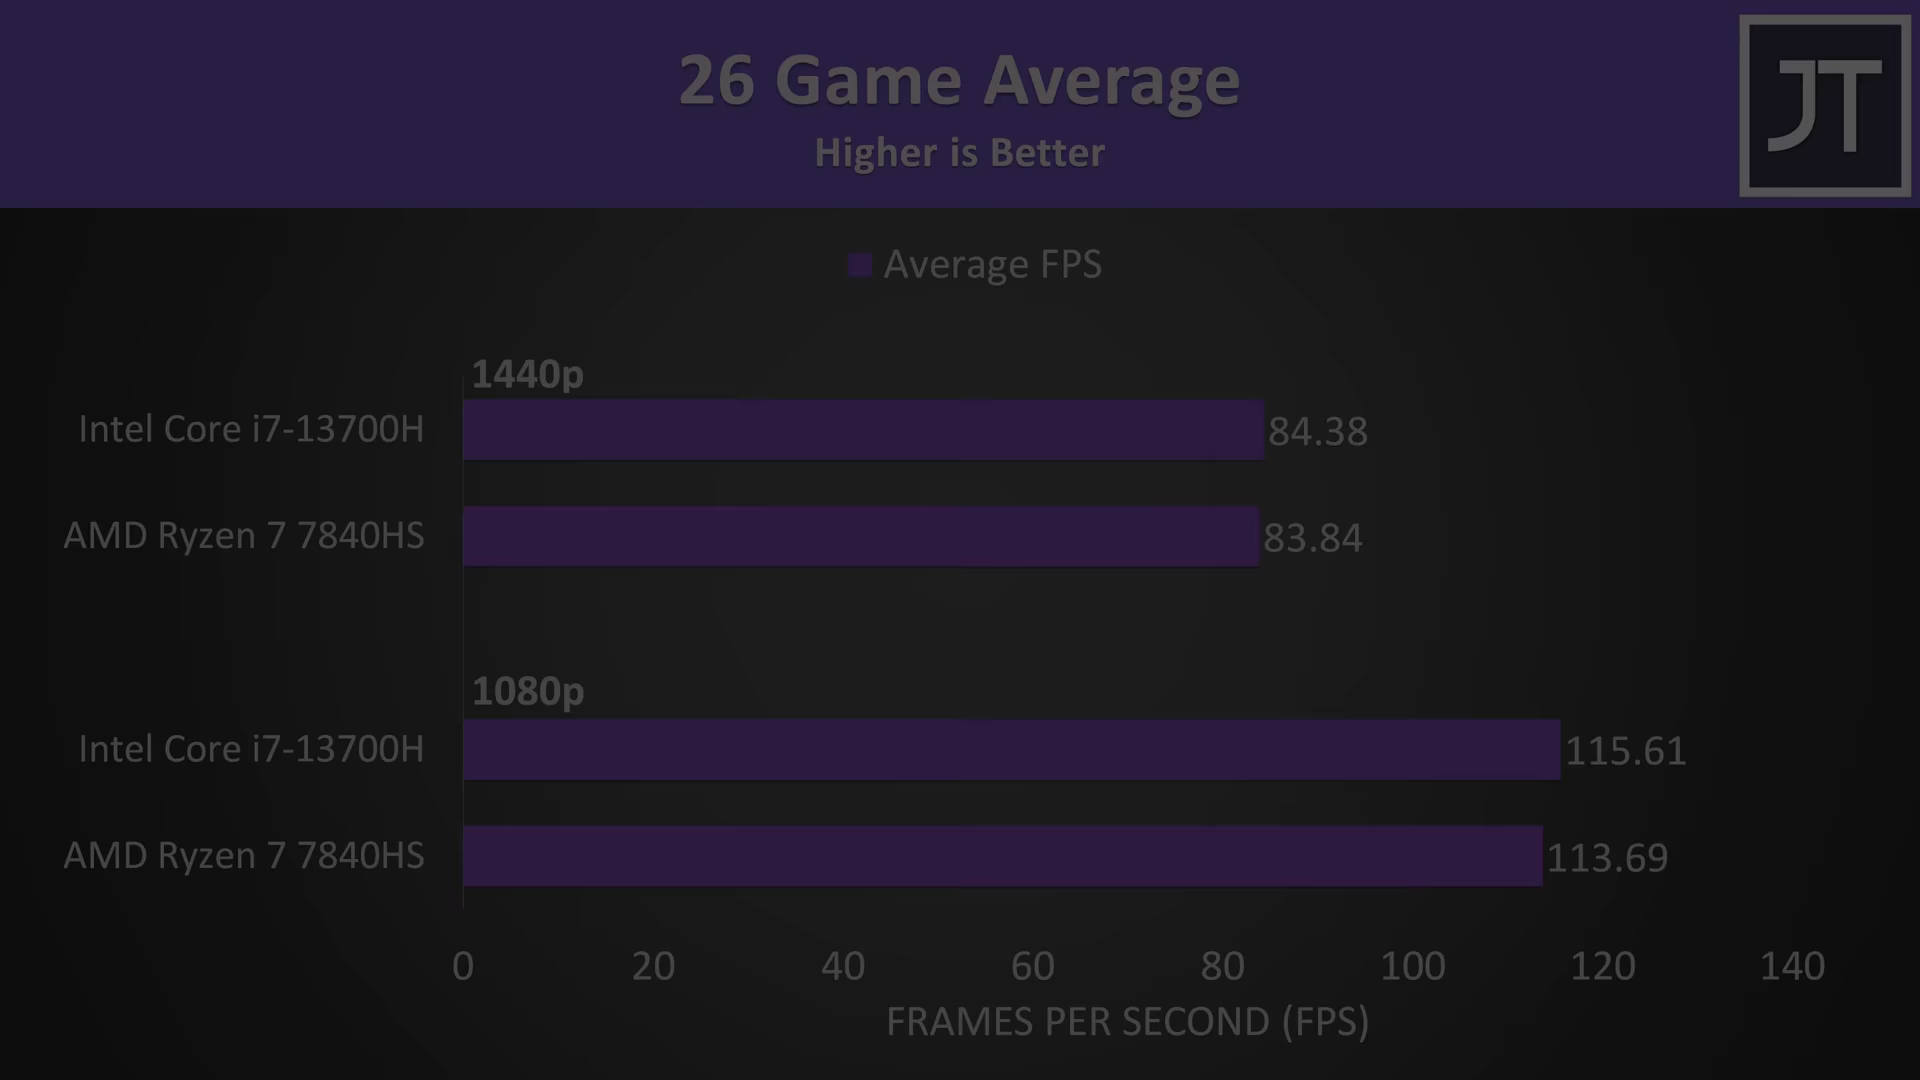 26 Game Average
Higher is Better
JT
Average FPS
1440p
Intel Core i7-13700H 84.38
AMD Ryzen 7 7840HS 83.84
1080p
Intel Core i7-13700H 115.61
AMD Ryzen 7 7840HS 113.69
0 20 40 60 80 100 120 140
FRAMES PER SECOND (FPS)